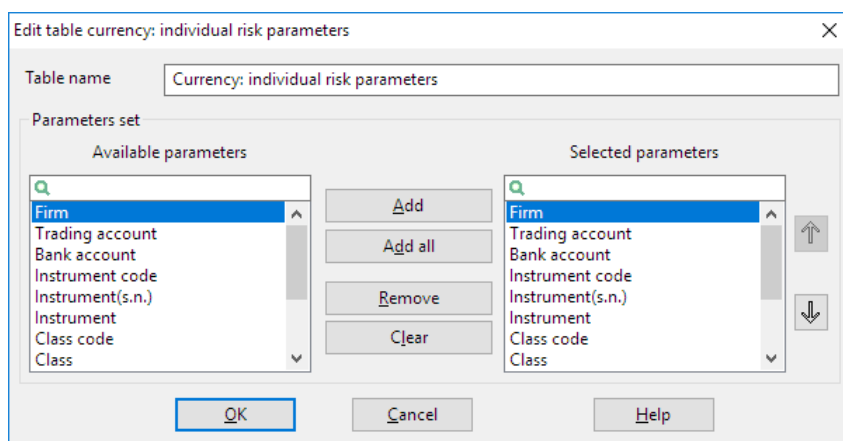 Edit table currency: individual risk parameters
Table name
Currency: individual risk parameters
Parameters set
Available parameters
Firm
Trading account
Bank account
Instrument code
Instrument(s.n.)
Instrument
Class code
Class
Add
Add all
Remove
Clear
Selected parameters
Firm
Trading account
Bank account
Instrument code
Instrument(s.n.)
Instrument
Class code
Class
OK
Cancel
Help